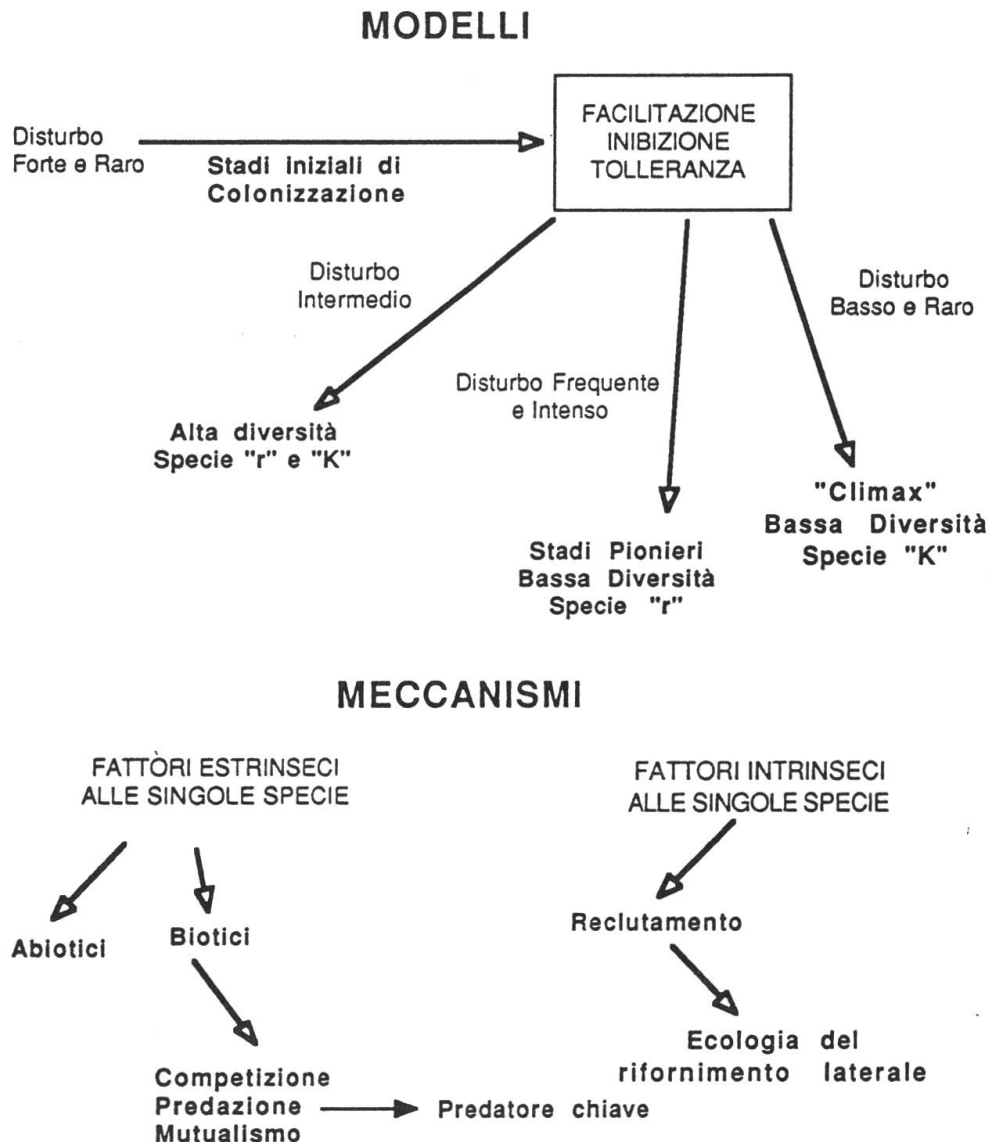 MODELLI
Disturbo
Forte e Raro
Stadi iniziali di
Colonizzazione
FACILITAZIONE
INIBIZIONE
TOLLERANZA
Disturbo
Intermedio
Disturbo
Basso e Raro
Disturbo Frequente
e Intenso
Alta diversità
Specie "r" e "K"
Stadi Pionieri
Bassa Diversità
Specie "r"
"Climax"
Bassa Diversità
Specie "K"
MECCANISMI
FATTÒRI ESTRINSECI
ALLE SINGOLE SPECIE
FATTORI INTRINSECI
ALLE SINGOLE SPECIE
Abiotici
Biotici
Reclutamento
Competizione
Predazione
Mutualismo
Predatore chiave
Ecologia del
rifornimento laterale